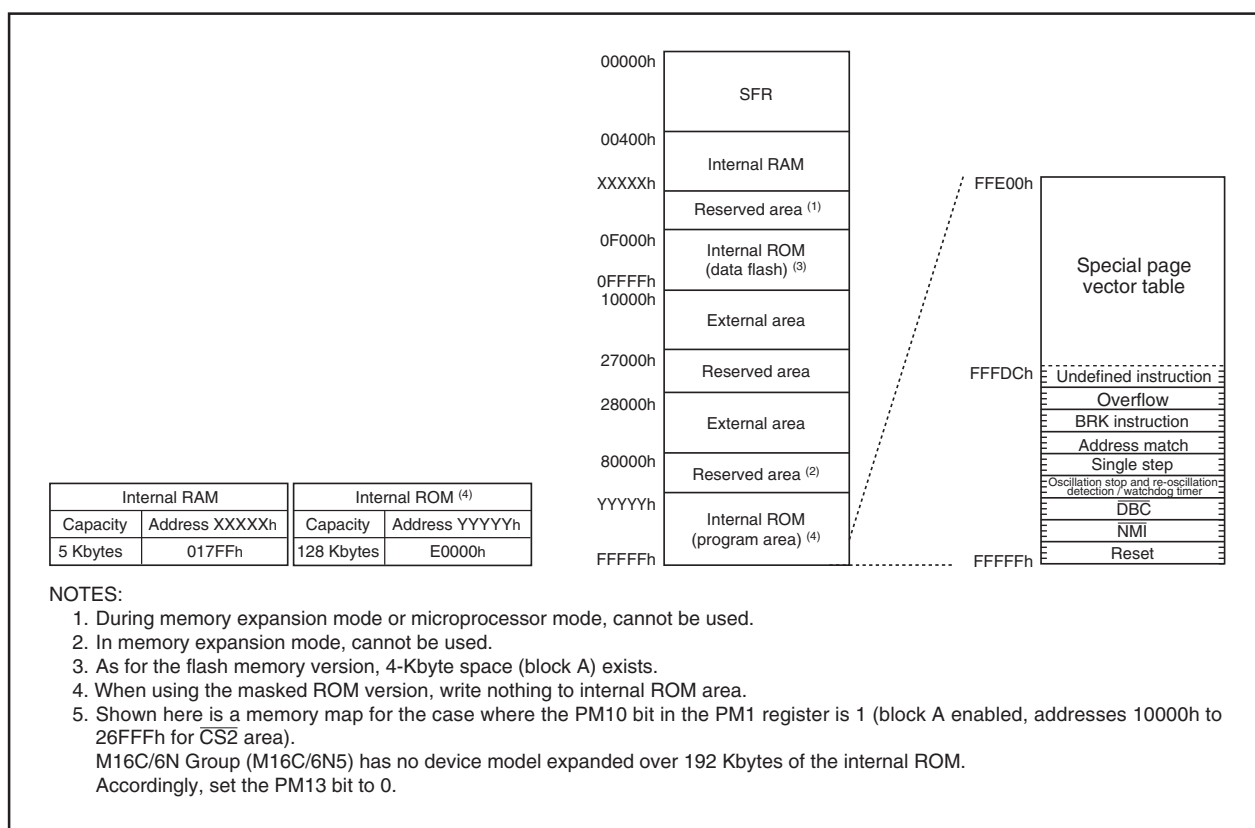 00000h
SFR
00400h
Internal RAM
XXXXXh
Reserved area (1)
0F000h
Internal ROM
(data flash) (3)
0FFFFh
10000h
External area
27000h
Reserved area
28000h
External area
80000h
Reserved area (2)
YYYYYh
Internal ROM
(program area) (4)
FFFFFh
FFE00h
Special page
vector table
FFFDCh
Undefined instruction
Overflow
BRK instruction
Address match
Single step
Oscillation stop and re-oscillation
detection / watchdog timer
DBC
NMI
Reset
FFFFFh
Internal RAM
Capacity Address XXXXXh
5 Kbytes 017FFh
Internal ROM (4)
Capacity Address YYYYYh
128 Kbytes E0000h
NOTES:
1. During memory expansion mode or microprocessor mode, cannot be used.
2. In memory expansion mode, cannot be used.
3. As for the flash memory version, 4-Kbyte space (block A) exists.
4. When using the masked ROM version, write nothing to internal ROM area.
5. Shown here is a memory map for the case where the PM10 bit in the PM1 register is 1 (block A enabled, addresses 10000h to
26FFFh for CS2 area).
M16C/6N Group (M16C/6N5) has no device model expanded over 192 Kbytes of the internal ROM.
Accordingly, set the PM13 bit to 0.